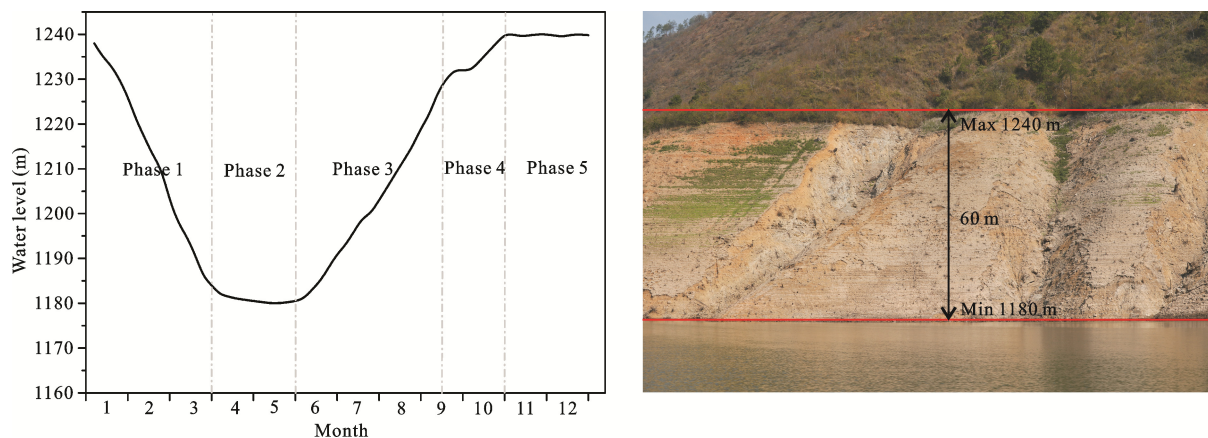 Water level (m)
1240
1230
1220
1210
1200
1190
1180
1170
1160
Phase 1
Phase 2
Phase 3
Phase 4
Phase 5
1 2 3 4 5 6 7 8 9 10 11 12
Month
Max 1240 m
60 m
Min 1180 m